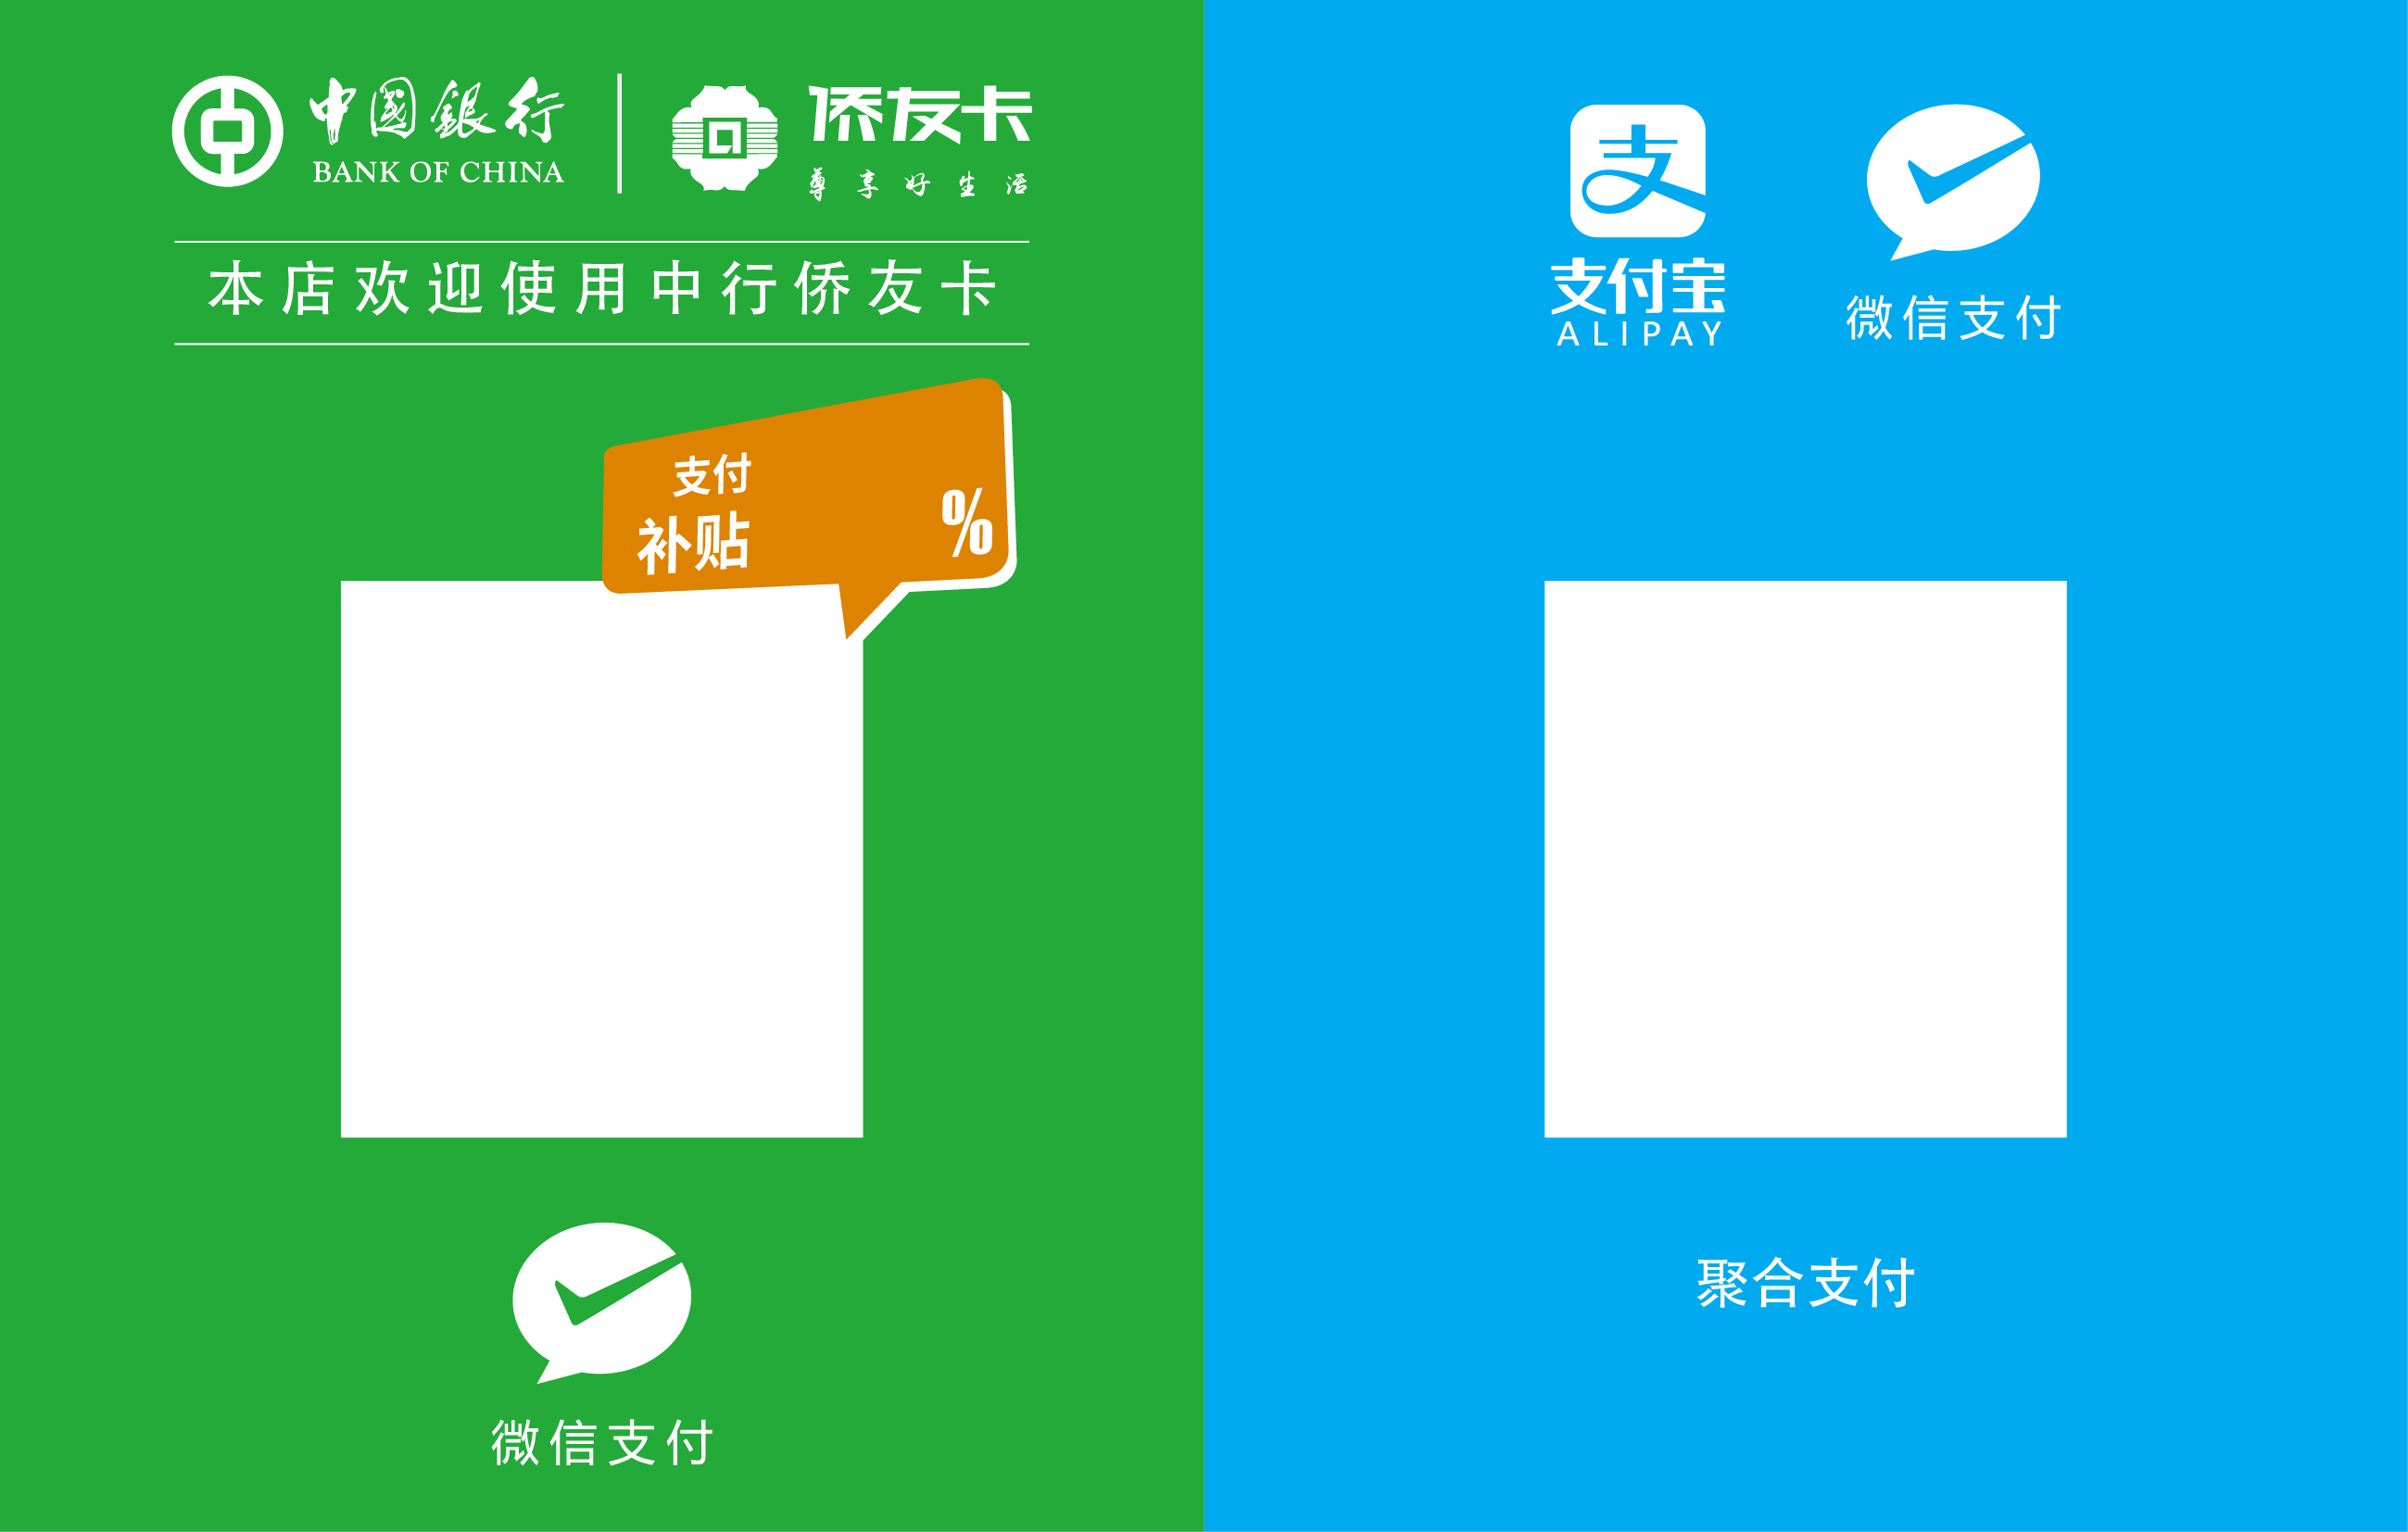 中国银行
BANK OF CHINA
侨友卡
尊享好生活
本店欢迎使用中行侨友卡
支付
补贴
%
微信支付
支付宝
ALIPAY
微信支付
聚合支付